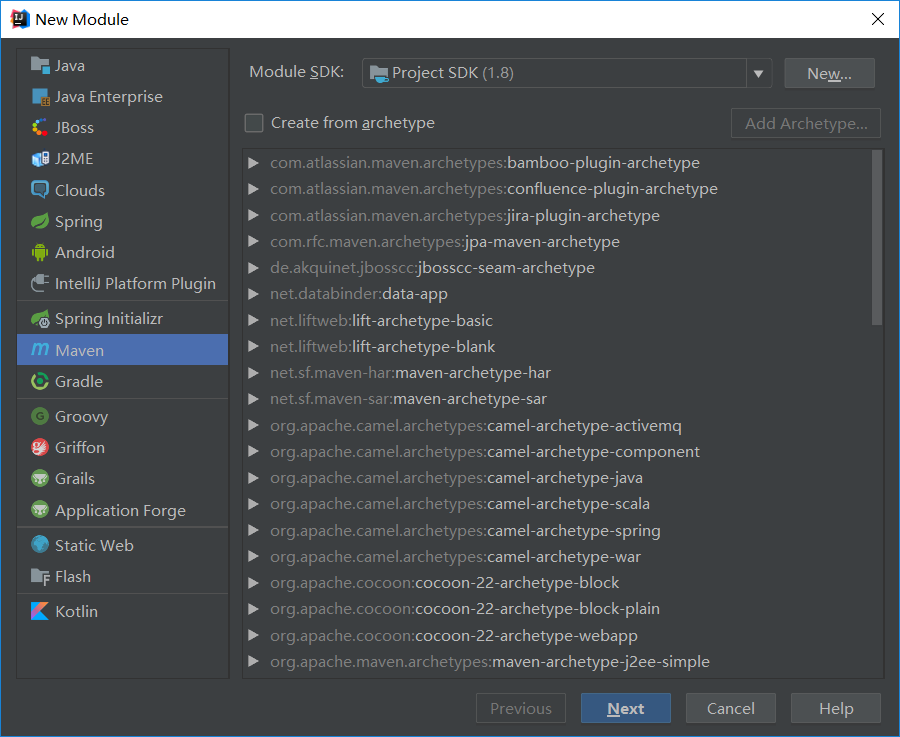 New Module
Java
Java Enterprise
JBoss
J2ME
Clouds
Spring
Android
IntelliJ Platform Plugin
Spring Initializr
Maven
Gradle
Groovy
Griffon
Grails
Application Forge
Static Web
Flash
Kotlin
Module SDK: Project SDK (1.8) New...
Create from archetype Add Archetype...
com.atlassian.maven.archetypes:bamboo-plugin-archetype
com.atlassian.maven.archetypes:confluence-plugin-archetype
com.atlassian.maven.archetypes:jira-plugin-archetype
com.rfc.maven.archetypes:jpa-maven-archetype
de.akquinet.jbosscc:jbosscc-seam-archetype
net.databinder:data-app
net.liftweb:lift-archetype-basic
net.liftweb:lift-archetype-blank
net.sf.maven-har:maven-archetype-har
net.sf.maven-sar:maven-archetype-sar
org.apache.camel.archetypes:camel-archetype-activemq
org.apache.camel.archetypes:camel-archetype-component
org.apache.camel.archetypes:camel-archetype-java
org.apache.camel.archetypes:camel-archetype-scala
org.apache.camel.archetypes:camel-archetype-spring
org.apache.camel.archetypes:camel-archetype-war
org.apache.cocoon:cocoon-22-archetype-block
org.apache.cocoon:cocoon-22-archetype-block-plain
org.apache.cocoon:cocoon-22-archetype-webapp
org.apache.maven.archetypes:maven-archetype-j2ee-simple
Previous Next Cancel Help